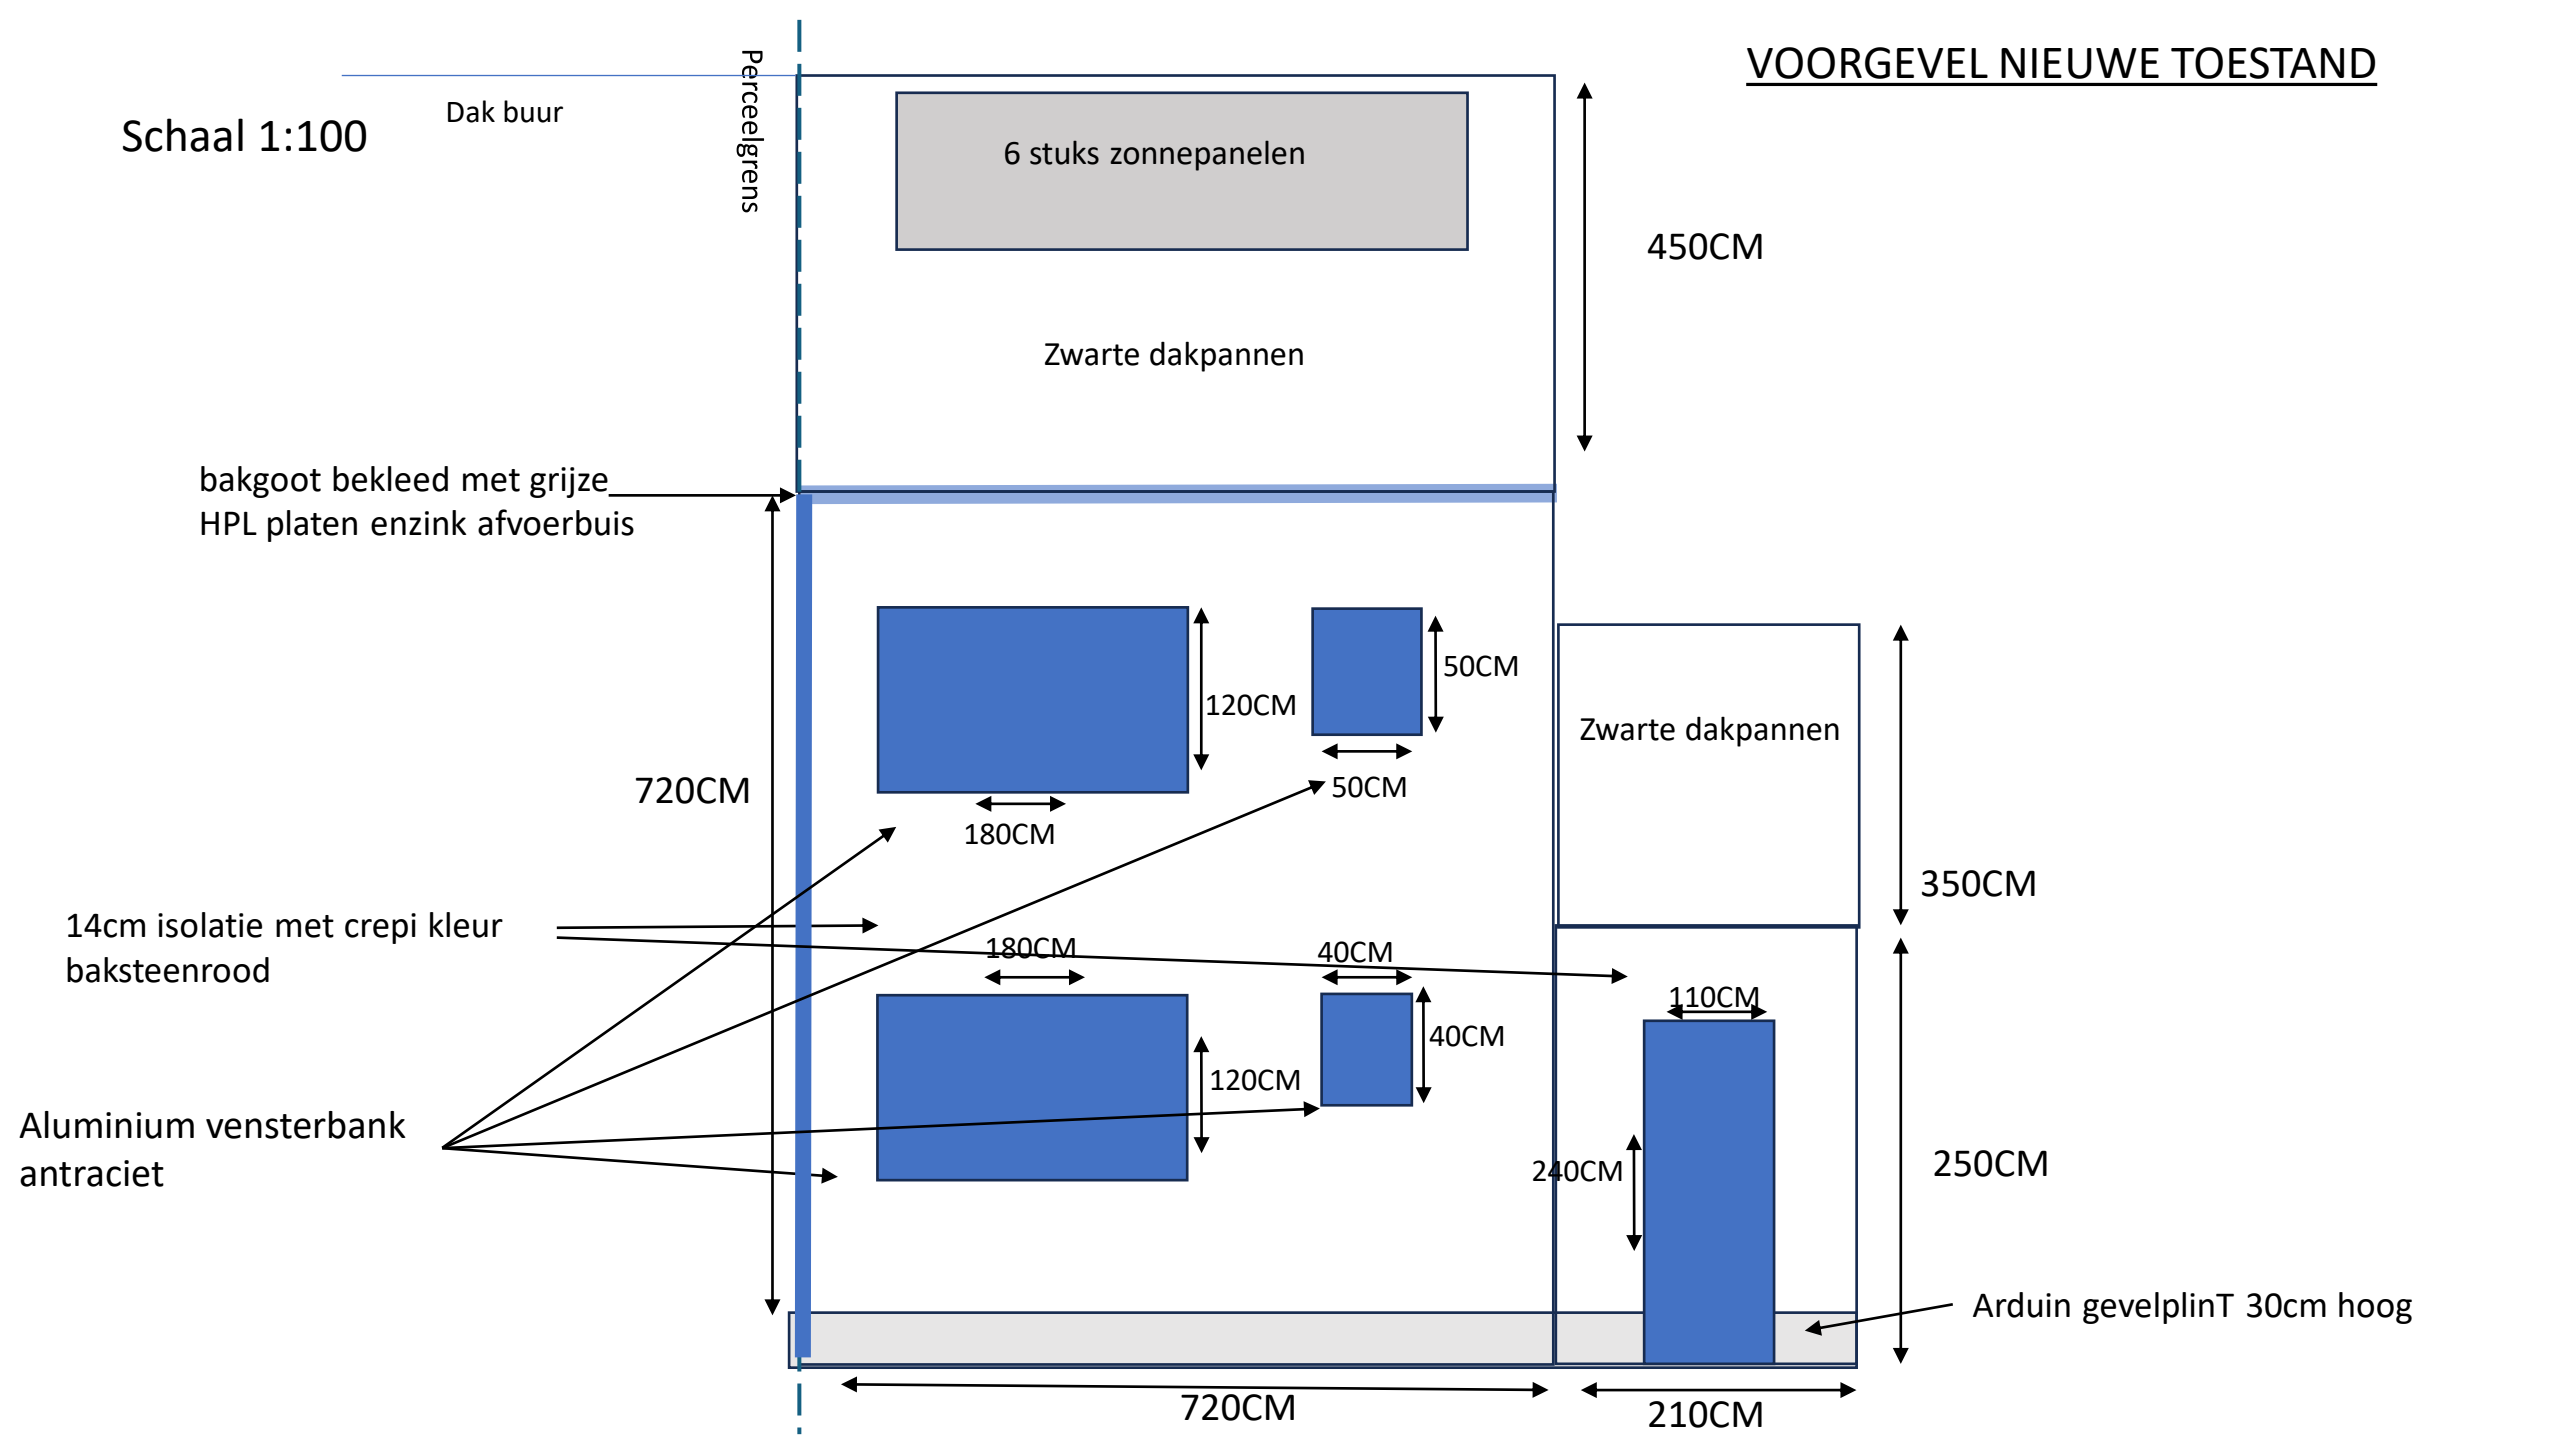 VOORGEVEL NIEUWE TOESTAND
Schaal 1:100
Dak buur
Perceelgrens
6 stuks zonnepanelen
450CM
Zwarte dakpannen
bakgoot bekleed met grijze
HPL platen enzink afvoerbuis
50CM
120CM
Zwarte dakpannen
720CM
50CM
180CM
350CM
14cm isolatie met crepi kleur
baksteenrood
180CM
40CM
110CM
40CM
120CM
Aluminium vensterbank
antraciet
240CM
250CM
Arduin gevelplinT 30cm hoog
720CM
210CM